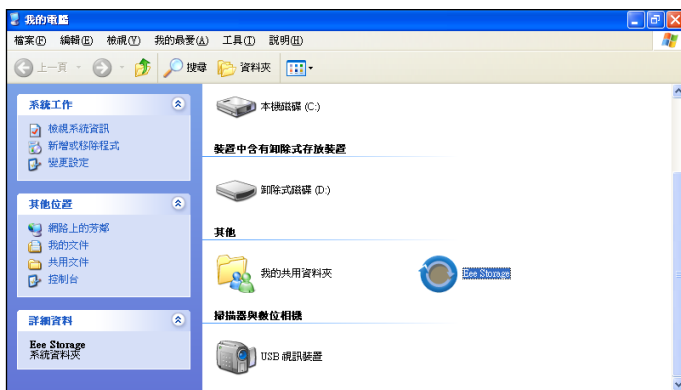 我的電腦
檔案(F) 編輯(E) 檢視(V) 我的最愛(A) 工具(T) 說明(H)
上一頁 搜尋 資料夾
系統工作
檢視系統資訊
新增或移除程式
變更設定
其他位置
網路上的芳鄰
我的文件
共用文件
控制台
詳細資料
Eee Storage
系統資料夾
本機磁碟 (C:)
裝置中含有卸除式存放裝置
卸除式磁碟 (D:)
其他
我的共用資料夾
Eee Storage
掃描器與數位相機
USB 視訊裝置